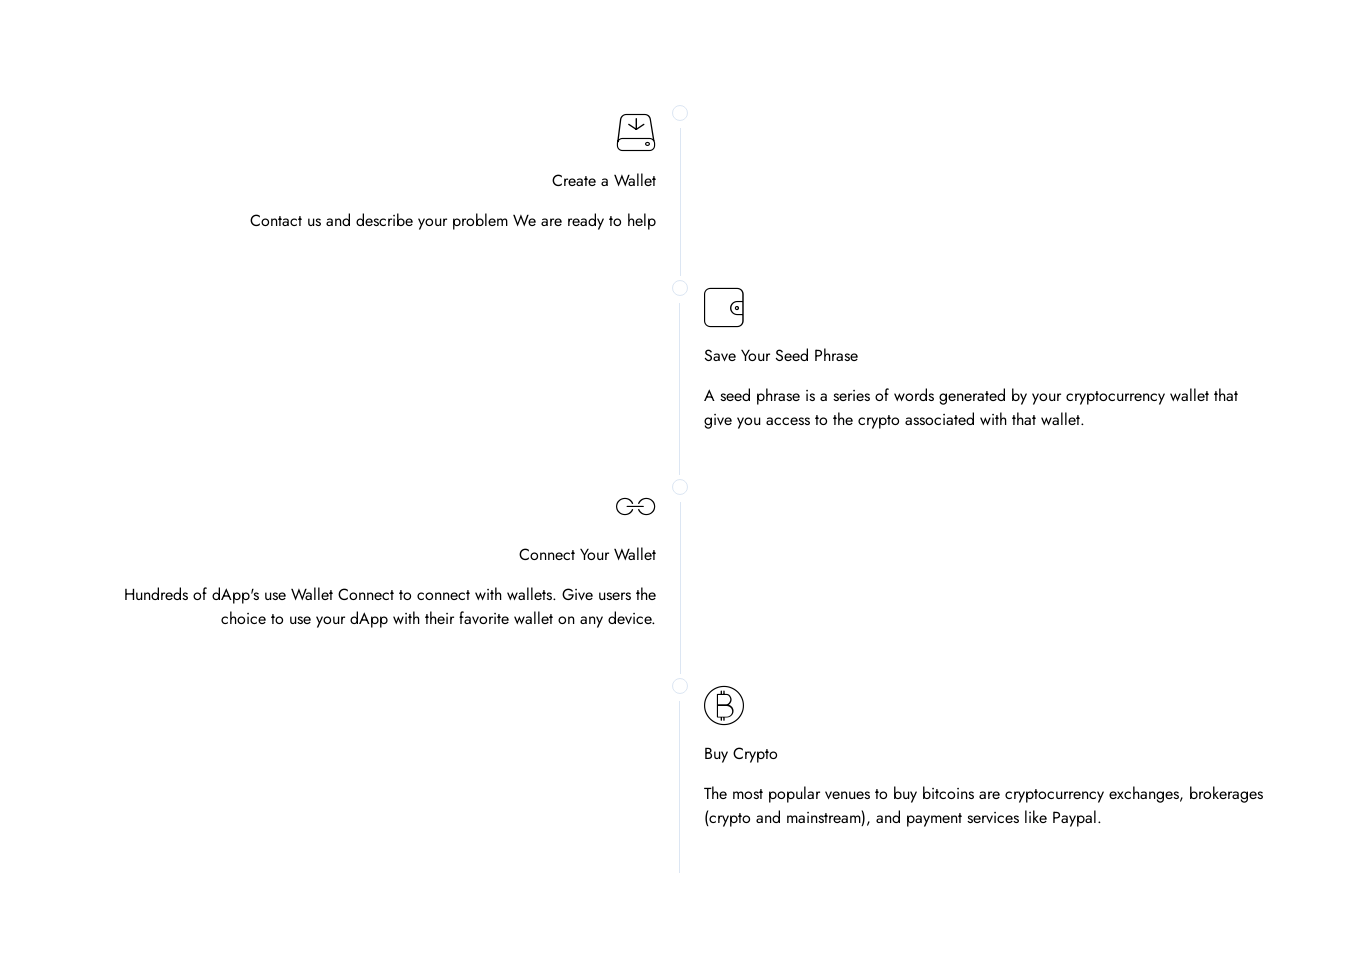 Create a Wallet
Contact us and describe your problem We are ready to help
Save Your Seed Phrase
A seed phrase is a series of words generated by your cryptocurrency wallet that
give you access to the crypto associated with that wallet.
Connect Your Wallet
Hundreds of dApp's use Wallet Connect to connect with wallets. Give users the
choice to use your dApp with their favorite wallet on any device.
Buy Crypto
The most popular venues to buy bitcoins are cryptocurrency exchanges, brokerages
(crypto and mainstream), and payment services like Paypal.